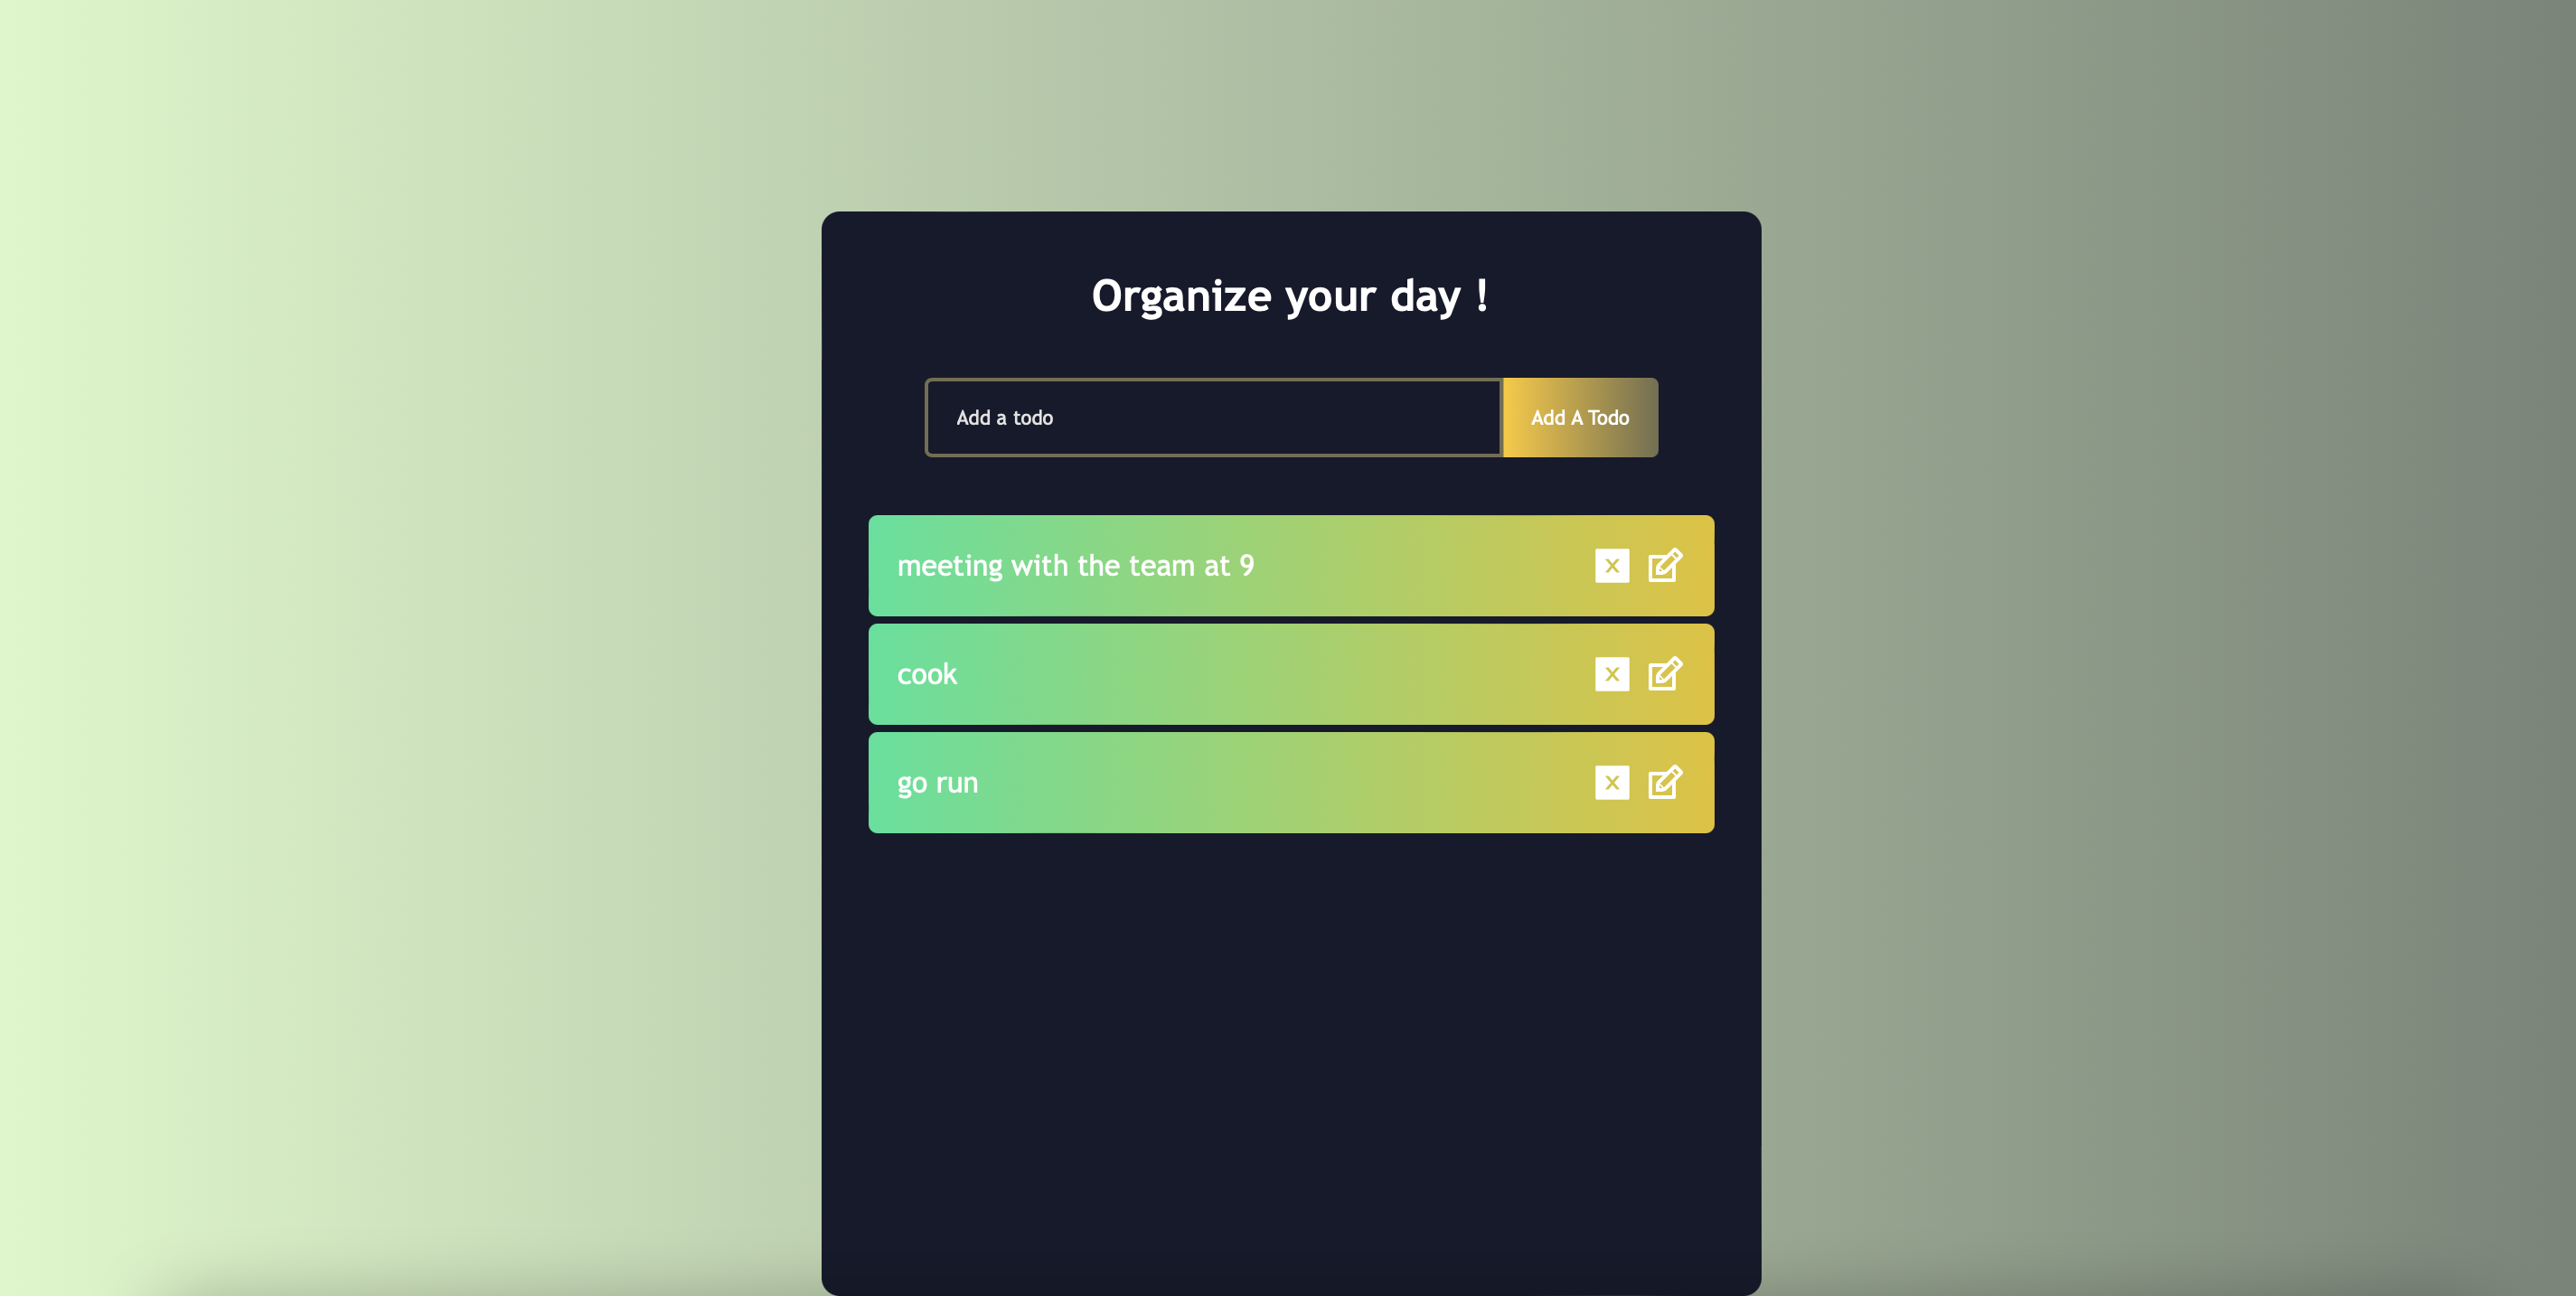 Organize your day !
Add a todo
Add A Todo
meeting with the team at 9
x
cook
x
go run
x